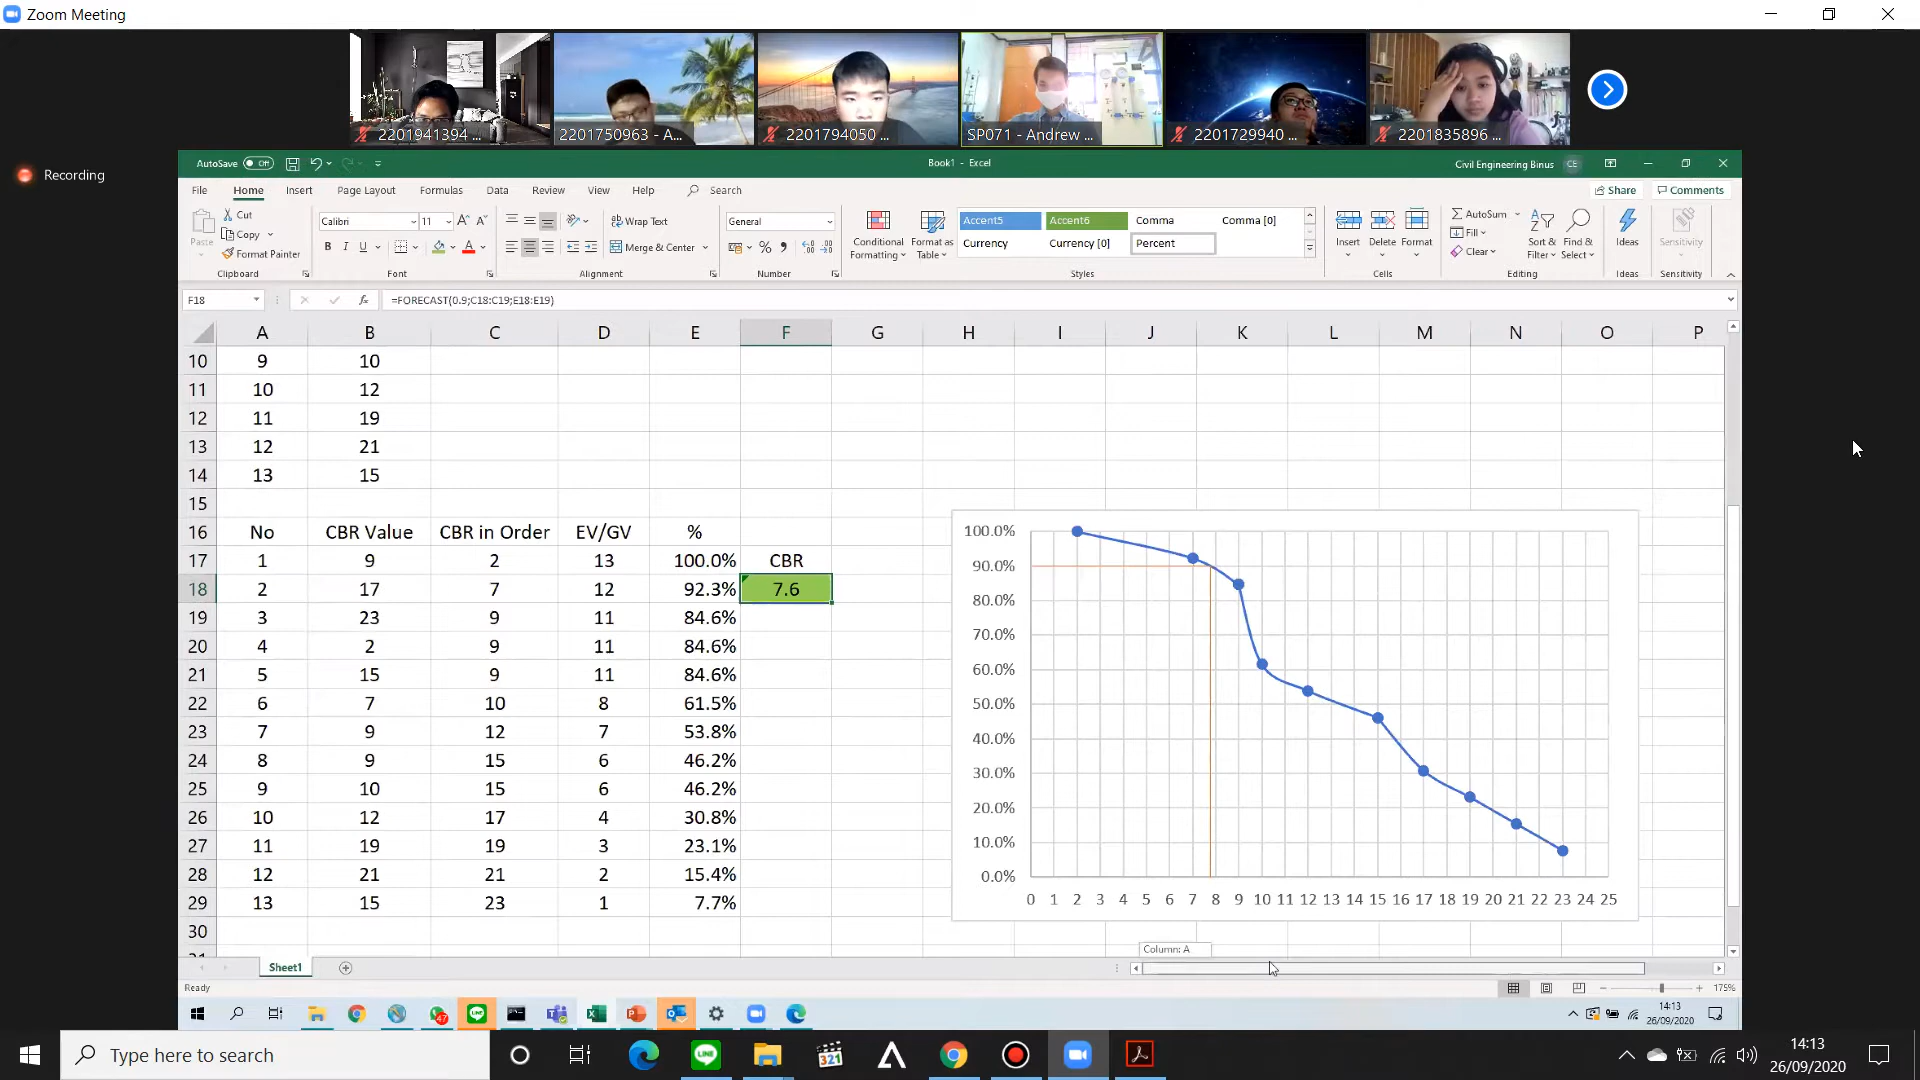 Zoom Meeting
2201941394 ...
2201750963 - A...
2201794050 ...
SP071 - Andrew ...
2201729940 ...
2201835896 ...
Recording
AutoSave Off
Book1 - Excel
Civil Engineering Binus CE
File Home Insert Page Layout Formulas Data Review View Help Search
Share Comments
Paste
Cut
Copy
Format Painter
Clipboard
Calibri 11
B I U
Font
Wrap Text
Merge & Center
Alignment
General
Number
Conditional Formatting
Format as Table
Accent5 Accent6 Comma Comma [0]
Currency Currency [0] Percent
Styles
Insert Delete Format
Cells
AutoSum
Fill
Clear
Sort & Filter
Find & Select
Editing
Ideas
Ideas
Sensitivity
Sensitivity
F18 fx =FORECAST(0.9;C18:C19;E18:E19)
A B C D E F G H I J K L M N O P
10 9 10
11 10 12
12 11 19
13 12 21
14 13 15
15
16 No CBR Value CBR in Order EV/GV %
17 1 9 2 13 100.0% CBR
18 2 17 7 12 92.3% 7.6
19 3 23 9 11 84.6%
20 4 2 9 11 84.6%
21 5 15 9 11 84.6%
22 6 7 10 8 61.5%
23 7 9 12 7 53.8%
24 8 9 15 6 46.2%
25 9 10 15 6 46.2%
26 10 12 17 4 30.8%
27 11 19 19 3 23.1%
28 12 21 21 2 15.4%
29 13 15 23 1 7.7%
30
100.0%
90.0%
80.0%
70.0%
60.0%
50.0%
40.0%
30.0%
20.0%
10.0%
0.0%
0 1 2 3 4 5 6 7 8 9 10 11 12 13 14 15 16 17 18 19 20 21 22 23 24 25
Column: A
Sheet1
Ready
175%
47
14:13
26/09/2020
Type here to search
321
14:13
26/09/2020